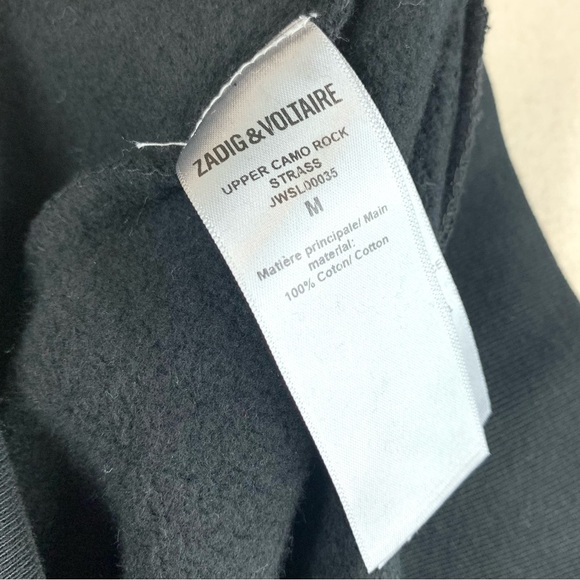 ZADIG&VOLTAIRE
UPPER CAMO ROCK
STRASS
JWSL00035
M
Matière principale/ Main
material:
100% Coton/ Cotton